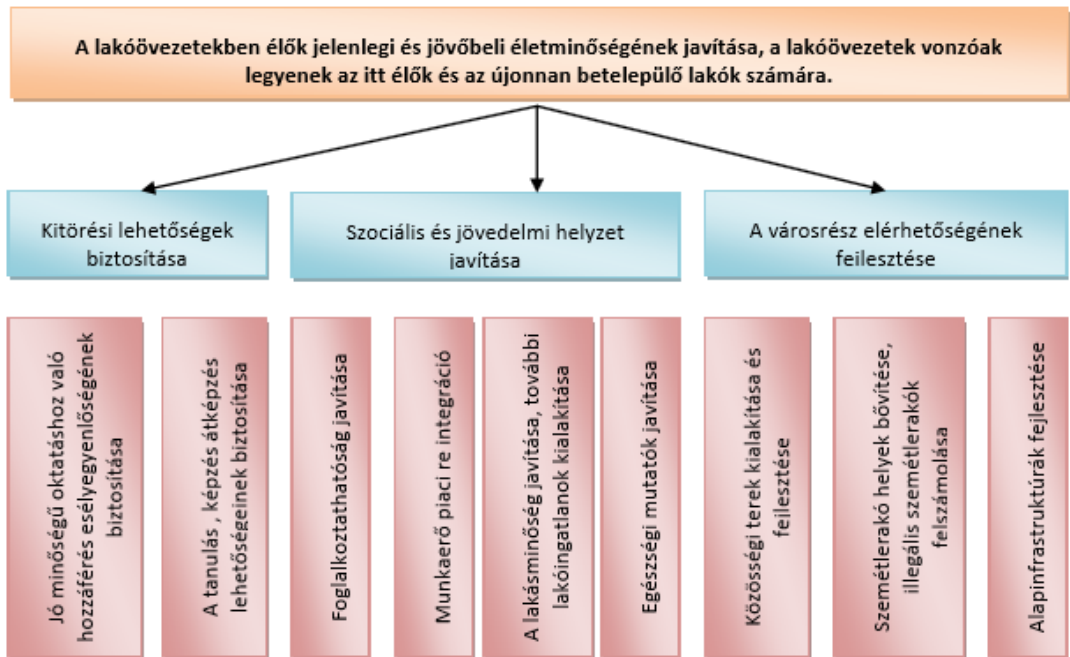 A lakóövezetekben élők jelenlegi és jövőbeli életminőségének javítása, a lakóövezetek vonzóak
legyenek az itt élők és az újonnan betelepülő lakók számára.
Kitörési lehetőségek
biztosítása
Szociális és jövedelmi helyzet
javítása
A városrész elérhetőségének
feilesztése
Jó minőségű oktatáshoz való
hozzáférés esélyegyenlőségének
biztosítása
A tanulás , képzés átképzés
lehetőségeinek biztosítása
Foglalkoztathatóság javítása
Munkaerő piaci re integráció
A lakásminőség javítása, további
lakóingatlanok kialakítása
Egészségi mutatók javítása
Közösségi terek kialakítása és
fejlesztése
Szemétlerakó helyek bővítése,
illegális szemétlerakók
felszámolása
Alapinfrastruktúrák fejlesztése